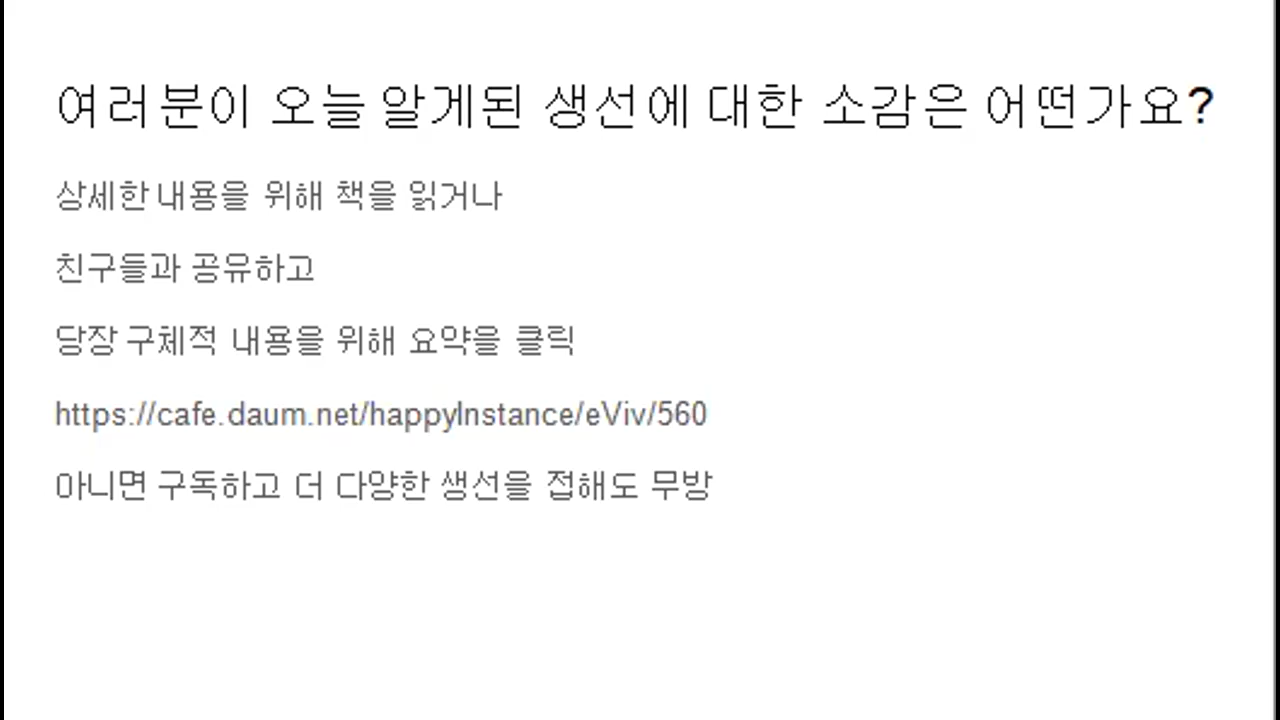 여러분이 오늘 알게된 생선에 대한 소감은 어떤가요?
상세한 내용을 위해 책을 읽거나
친구들과 공유하고
당장 구체적 내용을 위해 요약을 클릭
https://cafe.daum.net/happyInstance/eViv/560
아니면 구독하고 더 다양한 생선을 접해도 무방